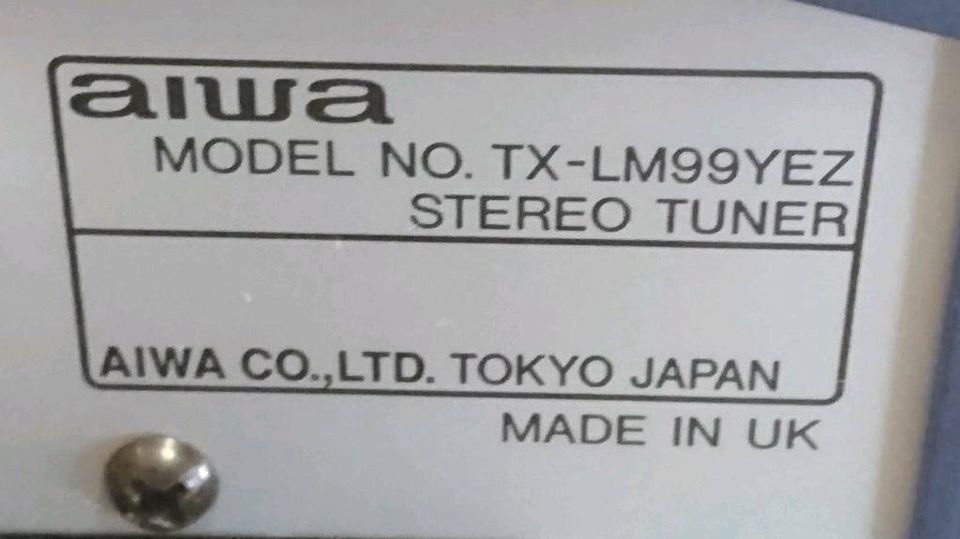 aiwa
MODEL NO. TX-LM99YEZ
STEREO TUNER
AIWA CO.,LTD. TOKYO JAPAN
MADE IN UK